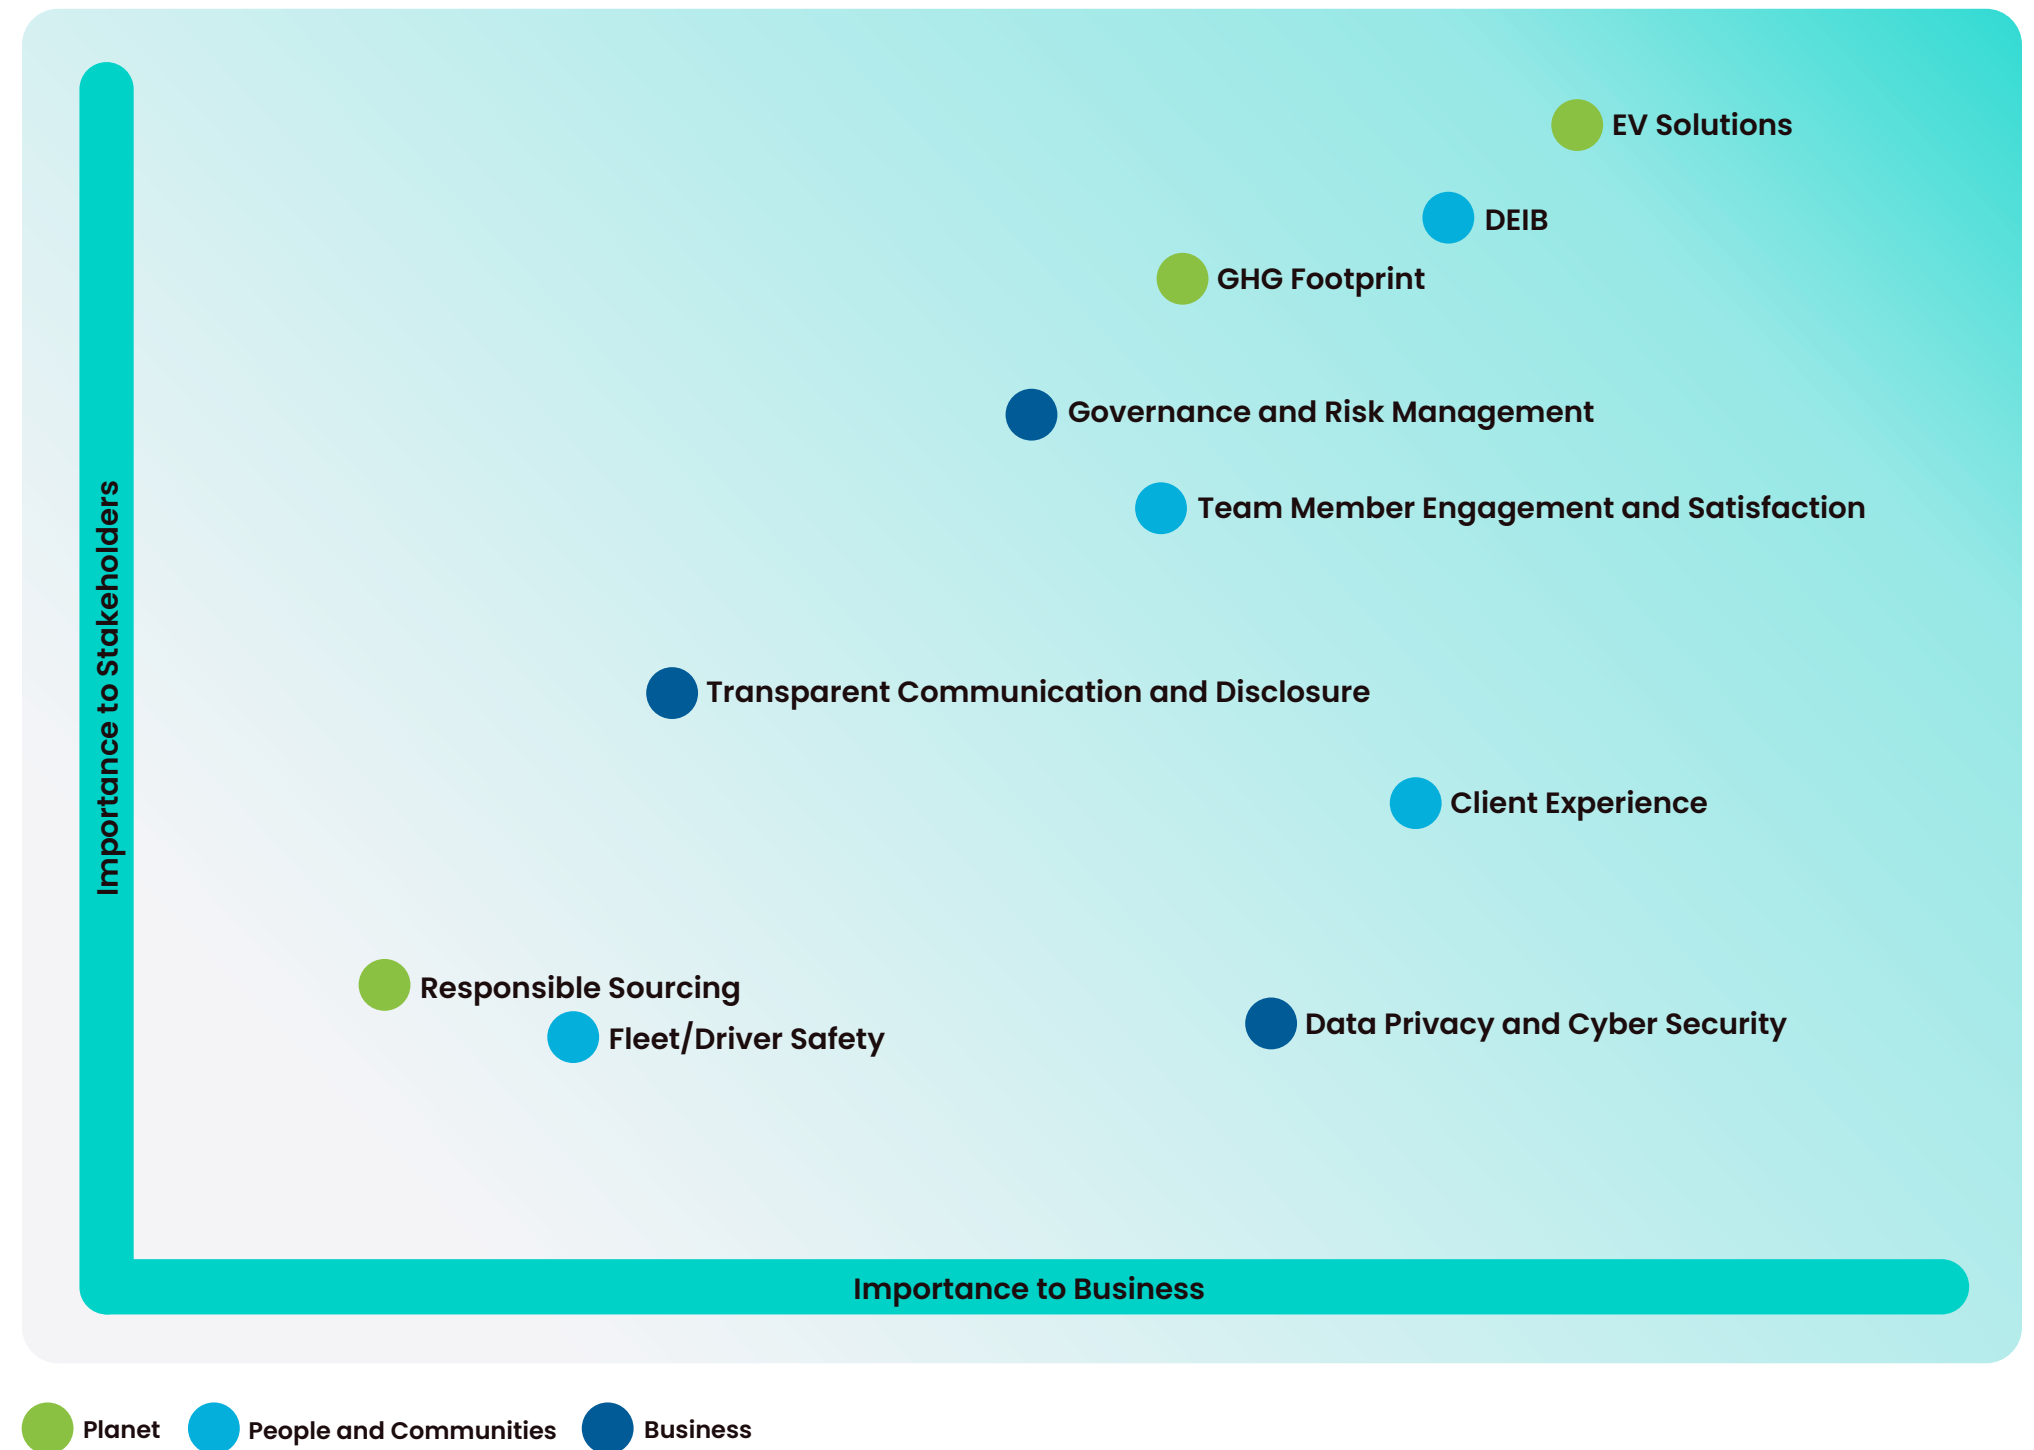 EV Solutions
DEIB
GHG Footprint
Governance and Risk Management
Team Member Engagement and Satisfaction
Importance to Stakeholders
Transparent Communication and Disclosure
Client Experience
Responsible Sourcing
Data Privacy and Cyber Security
Fleet/Driver Safety
Importance to Business
Planet
People and Communities
Business